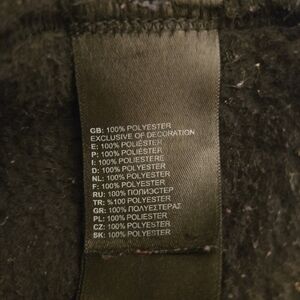 GB: 100% POLYESTER
EXCLUSIVE OF DECORATION
E: 100% POLIÉSTER
P: 100% POLIÉSTER
I: 100% POLIESTERE
D: 100% POLYESTER
NL: 100% POLYESTER
F: 100% POLYESTER
RU: 100% ПОЛИЭСТЕР
TR: %100 POLYESTER
GR: 100% ΠΟΛΥΕΣΤΕΡΑΣ
PL: 100% POLIESTER
CZ: 100% POLYESTER
SK: 100% POLYESTER